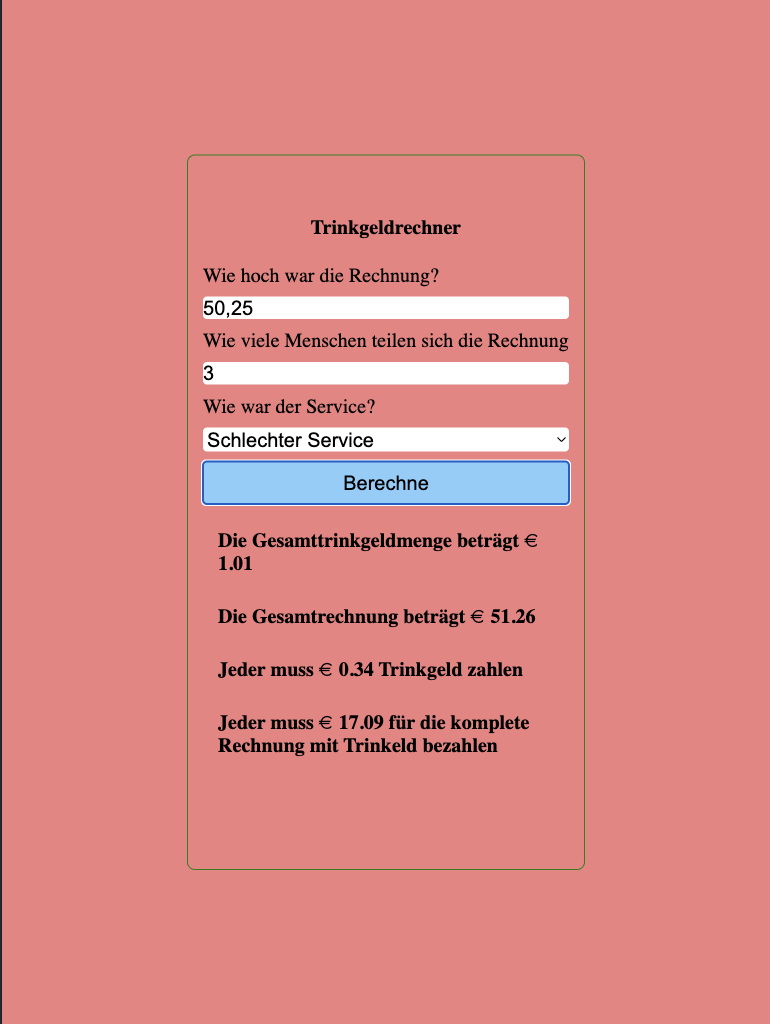 Trinkgeldrechner
Wie hoch war die Rechnung?
50,25
Wie viele Menschen teilen sich die Rechnung
3
Wie war der Service?
Schlechter Service
Berechne
Die Gesamttrinkgeldmenge beträgt €
1.01
Die Gesamtrechnung beträgt € 51.26
Jeder muss € 0.34 Trinkgeld zahlen
Jeder muss € 17.09 für die komplete
Rechnung mit Trinkeld bezahlen